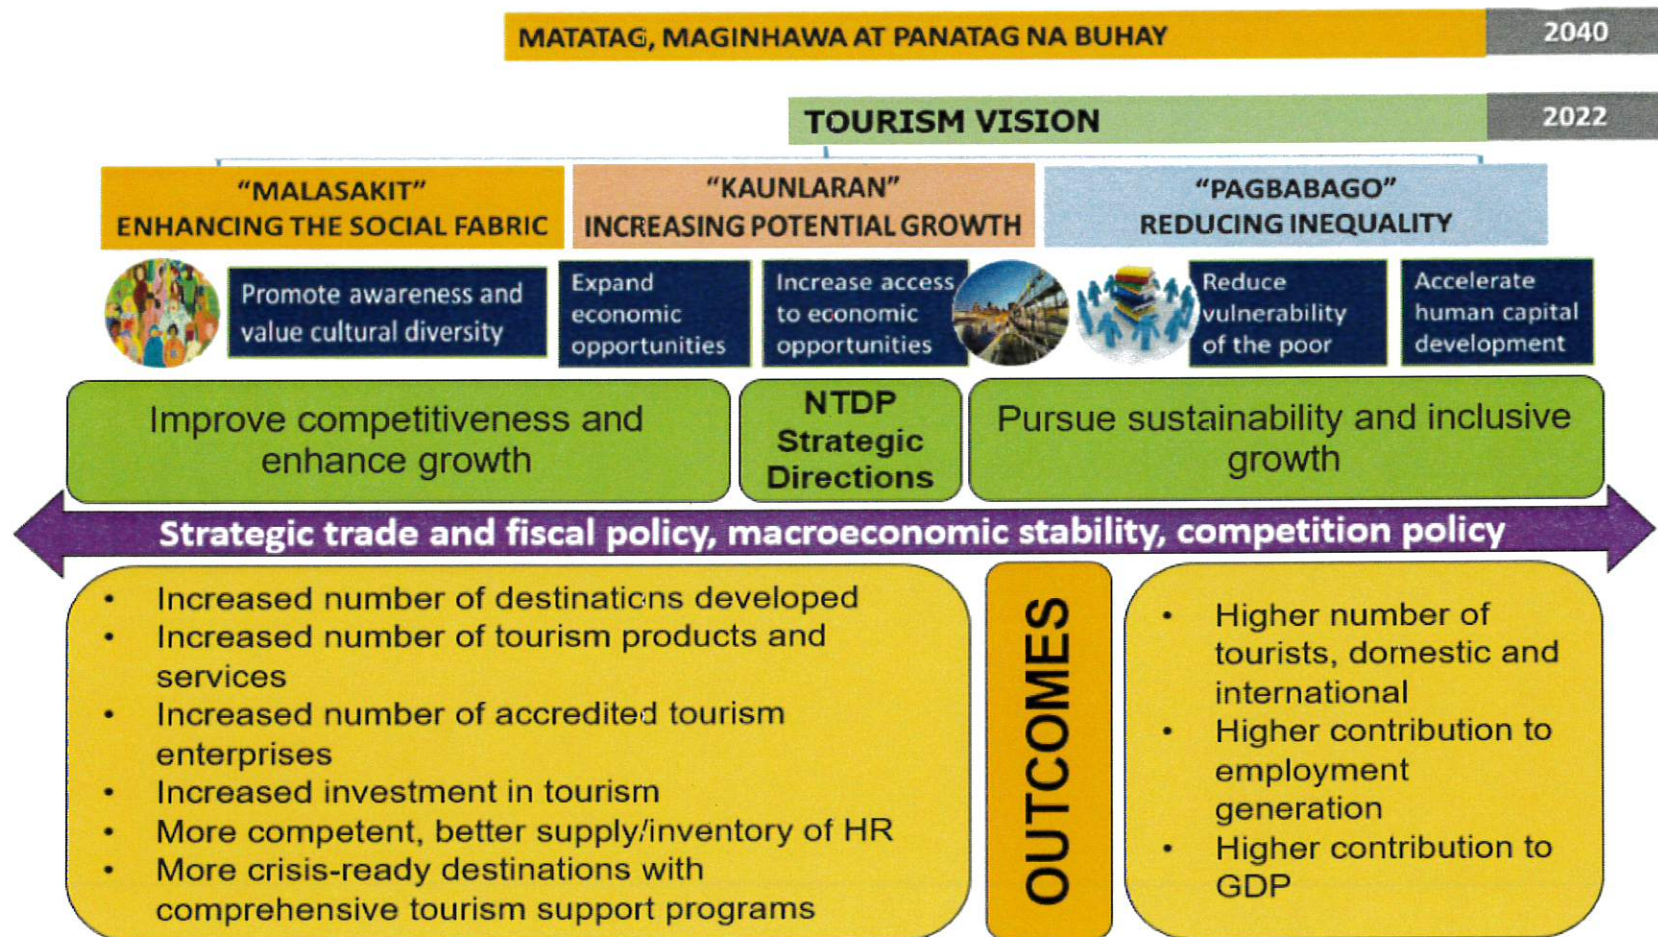 MATATAG, MAGINHAWA AT PANATAG NA BUHAY
2040
TOURISM VISION
2022
“MALASAKIT”
ENHANCING THE SOCIAL FABRIC
“KAUNLARAN”
INCREASING POTENTIAL GROWTH
“PAGBABAGO”
REDUCING INEQUALITY
Promote awareness and
value cultural diversity
Expand
economic
opportunities
Increase access
to economic
opportunities
Reduce
vulnerability
of the poor
Accelerate
human capital
development
Improve competitiveness and
enhance growth
NTDP
Strategic
Directions
Pursue sustainability and inclusive
growth
Strategic trade and fiscal policy, macroeconomic stability, competition policy
• Increased number of destinations developed
• Increased number of tourism products and
services
• Increased number of accredited tourism
enterprises
• Increased investment in tourism
• More competent, better supply/inventory of HR
• More crisis-ready destinations with
comprehensive tourism support programs
OUTCOMES
• Higher number of
tourists, domestic and
international
• Higher contribution to
employment
generation
• Higher contribution to
GDP